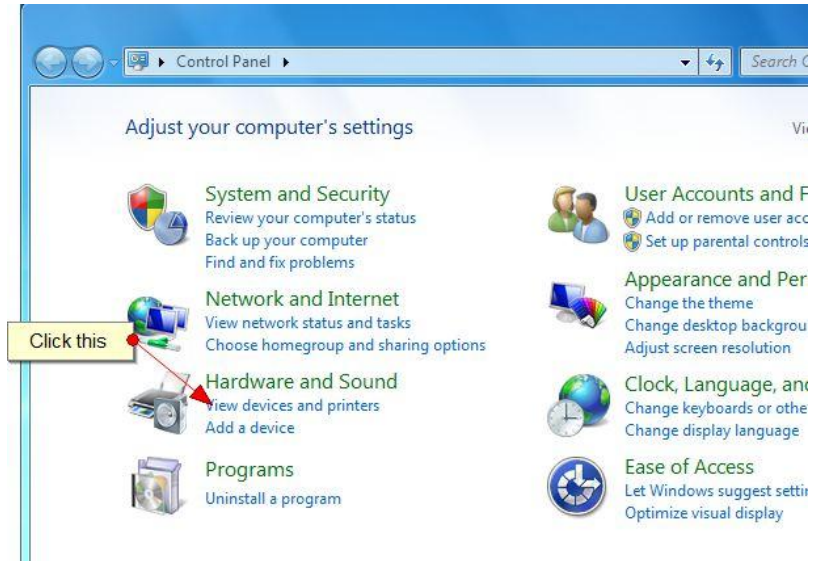 Control Panel
Search C
Adjust your computer's settings
Vi
System and Security
Review your computer's status
Back up your computer
Find and fix problems
Network and Internet
View network status and tasks
Choose homegroup and sharing options
Click this
Hardware and Sound
View devices and printers
Add a device
Programs
Uninstall a program
User Accounts and F
Add or remove user acc
Set up parental controls
Appearance and Per
Change the theme
Change desktop backgrou
Adjust screen resolution
Clock, Language, and
Change keyboards or othe
Change display language
Ease of Access
Let Windows suggest settin
Optimize visual display